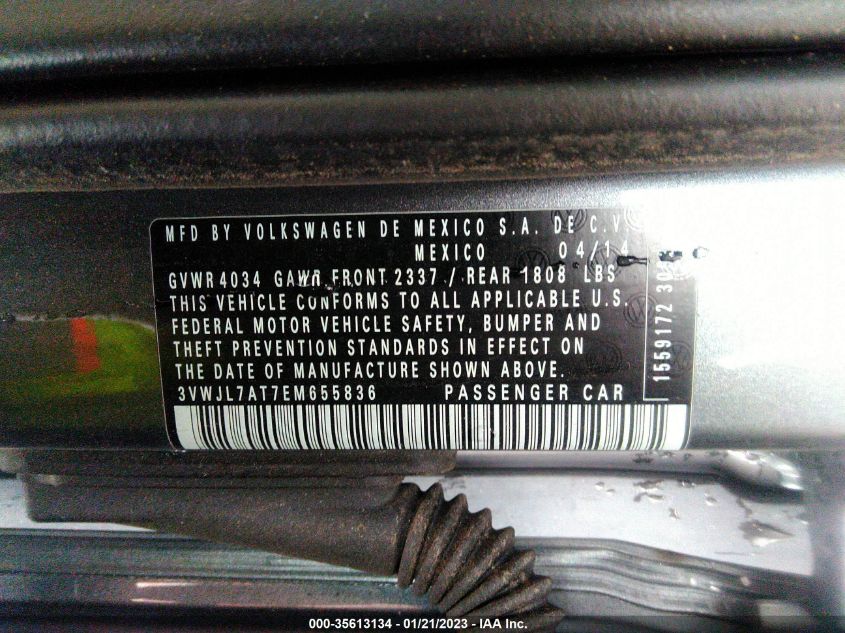 MFD BY VOLKSWAGEN DE MEXICO S.A. DE C.V.
MEXICO 04/14
GVWR 4034 GAWR FRONT 2337 / REAR 1808 LBS
THIS VEHICLE CONFORMS TO ALL APPLICABLE U.S.
FEDERAL MOTOR VEHICLE SAFETY, BUMPER AND
THEFT PREVENTION STANDARDS IN EFFECT ON
THE DATE OF MANUFACTURE SHOWN ABOVE.
3VWJL7AT7EM655836 PASSENGER CAR
1559172
000-35613134 - 01/21/2023 - IAA Inc.